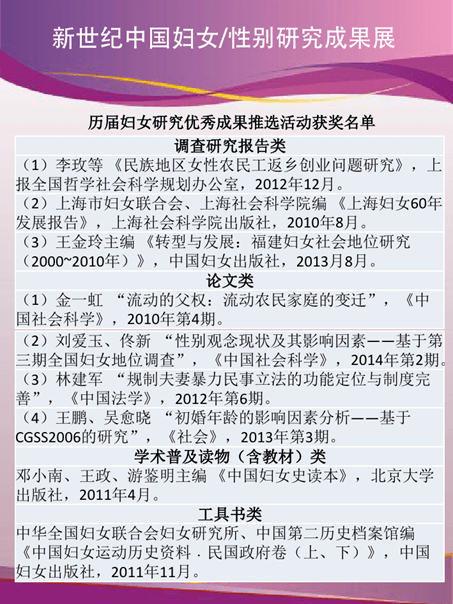 新世纪中国妇女/性别研究成果展
历届妇女研究优秀成果推选活动获奖名单
调查研究报告类
（1）李玫等《民族地区女性农民工返乡创业问题研究》，上
报全国哲学社会科学规划办公室，2012年12月。
（2）上海市妇女联合会、上海社会科学院编《上海妇女60年
发展报告》，上海社会科学院出版社，2010年8月。
（3）王金玲主编《转型与发展：福建妇女社会地位研究
（2000~2010年）》，中国妇女出版社，2013月8月。
论文类
（1）金一虹 “流动的父权：流动农民家庭的变迁”，《中
国社会科学》，2010年第4期。
（2）刘爱玉、佟新 “性别观念现状及其影响因素——基于第
三期全国妇女地位调查”，《中国社会科学》，2014年第2期。
（3）林建军 “规制夫妻暴力民事立法的功能定位与制度完
善”，《中国法学》，2012年第6期。
（4）王鹏、吴愈晓 “初婚年龄的影响因素分析——基于
CGSS2006的研究”，《社会》，2013年第3期。
学术普及读物（含教材）类
邓小南、王政、游鉴明主编《中国妇女史读本》，北京大学
出版社，2011年4月。
工具书类
中华全国妇女联合会妇女研究所、中国第二历史档案馆编
《中国妇女运动历史资料．民国政府卷（上、下）》，中国
妇女出版社，2011年11月。